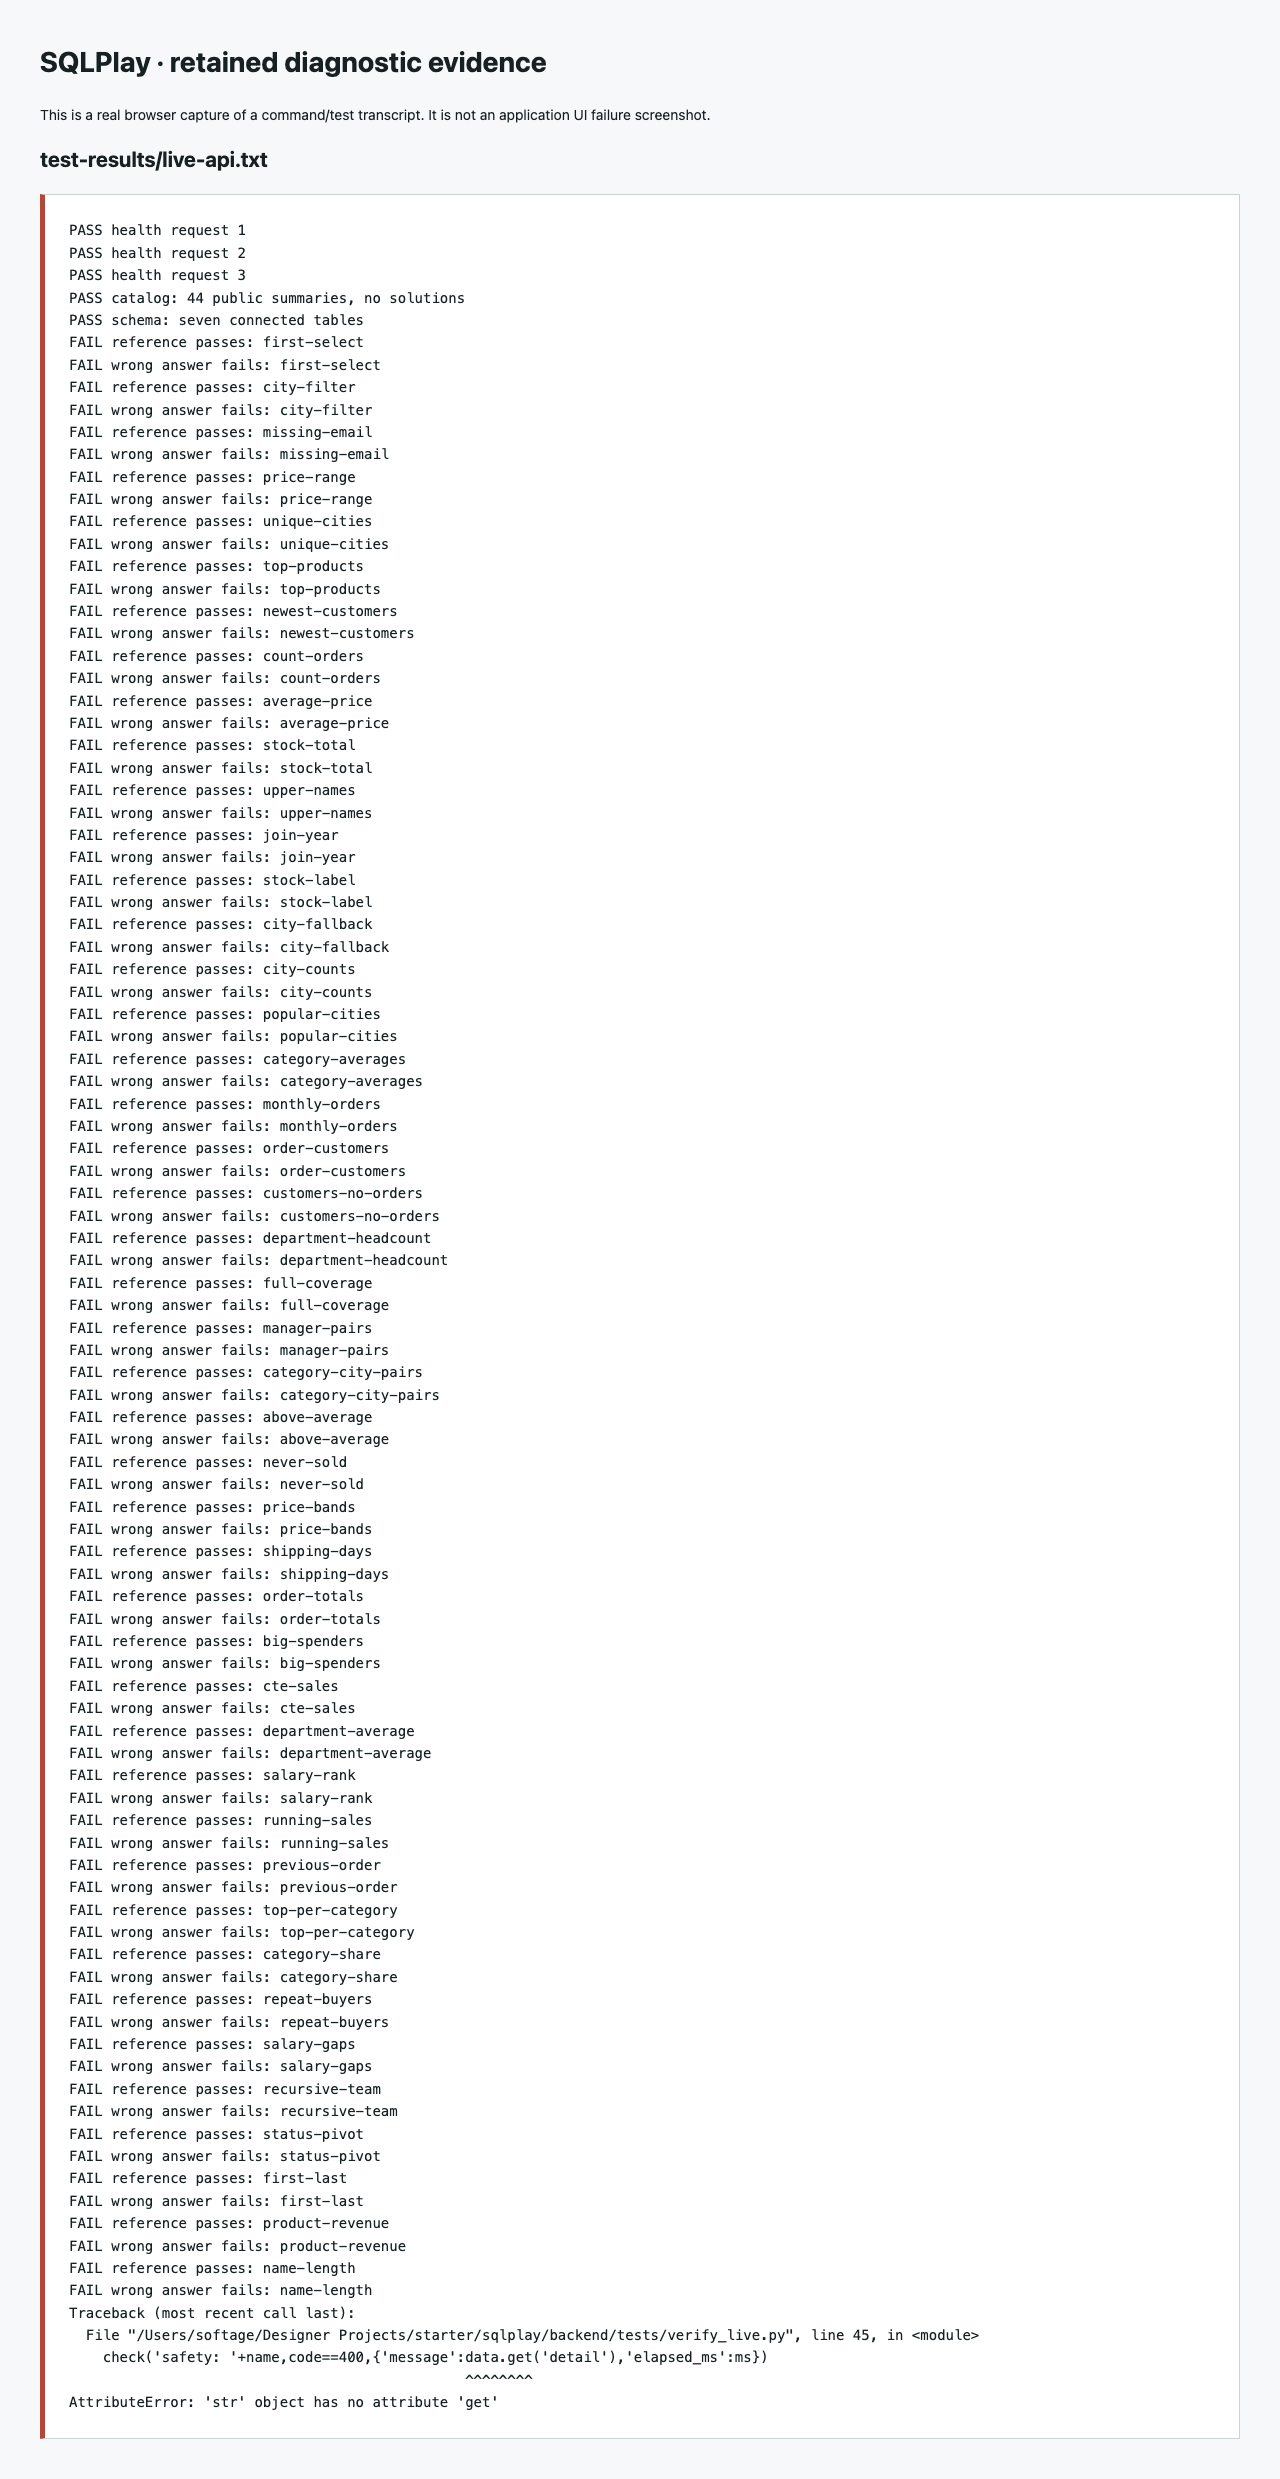 SQLPlay · retained diagnostic evidence
This is a real browser capture of a command/test transcript. It is not an application UI failure screenshot.
test-results/live-api.txt
PASS health request 1
PASS health request 2
PASS health request 3
PASS catalog: 44 public summaries, no solutions
PASS schema: seven connected tables
FAIL reference passes: first-select
FAIL wrong answer fails: first-select
FAIL reference passes: city-filter
FAIL wrong answer fails: city-filter
FAIL reference passes: missing-email
FAIL wrong answer fails: missing-email
FAIL reference passes: price-range
FAIL wrong answer fails: price-range
FAIL reference passes: unique-cities
FAIL wrong answer fails: unique-cities
FAIL reference passes: top-products
FAIL wrong answer fails: top-products
FAIL reference passes: newest-customers
FAIL wrong answer fails: newest-customers
FAIL reference passes: count-orders
FAIL wrong answer fails: count-orders
FAIL reference passes: average-price
FAIL wrong answer fails: average-price
FAIL reference passes: stock-total
FAIL wrong answer fails: stock-total
FAIL reference passes: upper-names
FAIL wrong answer fails: upper-names
FAIL reference passes: join-year
FAIL wrong answer fails: join-year
FAIL reference passes: stock-label
FAIL wrong answer fails: stock-label
FAIL reference passes: city-fallback
FAIL wrong answer fails: city-fallback
FAIL reference passes: city-counts
FAIL wrong answer fails: city-counts
FAIL reference passes: popular-cities
FAIL wrong answer fails: popular-cities
FAIL reference passes: category-averages
FAIL wrong answer fails: category-averages
FAIL reference passes: monthly-orders
FAIL wrong answer fails: monthly-orders
FAIL reference passes: order-customers
FAIL wrong answer fails: order-customers
FAIL reference passes: customers-no-orders
FAIL wrong answer fails: customers-no-orders
FAIL reference passes: department-headcount
FAIL wrong answer fails: department-headcount
FAIL reference passes: full-coverage
FAIL wrong answer fails: full-coverage
FAIL reference passes: manager-pairs
FAIL wrong answer fails: manager-pairs
FAIL reference passes: category-city-pairs
FAIL wrong answer fails: category-city-pairs
FAIL reference passes: above-average
FAIL wrong answer fails: above-average
FAIL reference passes: never-sold
FAIL wrong answer fails: never-sold
FAIL reference passes: price-bands
FAIL wrong answer fails: price-bands
FAIL reference passes: shipping-days
FAIL wrong answer fails: shipping-days
FAIL reference passes: order-totals
FAIL wrong answer fails: order-totals
FAIL reference passes: big-spenders
FAIL wrong answer fails: big-spenders
FAIL reference passes: cte-sales
FAIL wrong answer fails: cte-sales
FAIL reference passes: department-average
FAIL wrong answer fails: department-average
FAIL reference passes: salary-rank
FAIL wrong answer fails: salary-rank
FAIL reference passes: running-sales
FAIL wrong answer fails: running-sales
FAIL reference passes: previous-order
FAIL wrong answer fails: previous-order
FAIL reference passes: top-per-category
FAIL wrong answer fails: top-per-category
FAIL reference passes: category-share
FAIL wrong answer fails: category-share
FAIL reference passes: repeat-buyers
FAIL wrong answer fails: repeat-buyers
FAIL reference passes: salary-gaps
FAIL wrong answer fails: salary-gaps
FAIL reference passes: recursive-team
FAIL wrong answer fails: recursive-team
FAIL reference passes: status-pivot
FAIL wrong answer fails: status-pivot
FAIL reference passes: first-last
FAIL wrong answer fails: first-last
FAIL reference passes: product-revenue
FAIL wrong answer fails: product-revenue
FAIL reference passes: name-length
FAIL wrong answer fails: name-length
Traceback (most recent call last):
  File "/Users/softage/Designer Projects/starter/sqlplay/backend/tests/verify_live.py", line 45, in <module>
    check('safety: '+name,code==400,{'message':data.get('detail'),'elapsed_ms':ms})
                                               ^^^^^^^^
AttributeError: 'str' object has no attribute 'get'